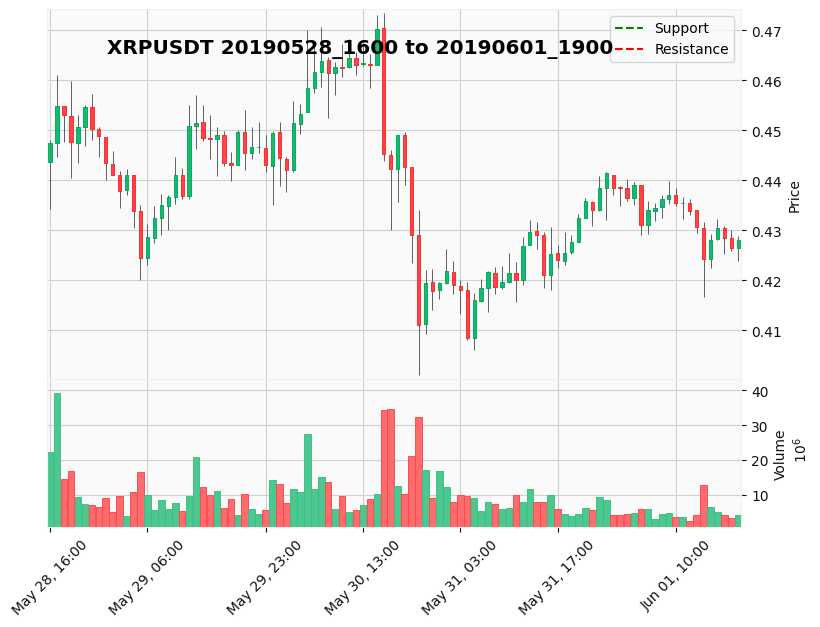 XRPUSDT 20190528_1600 to 20190601_1900
Support
Resistance
0.47
0.46
0.45
0.44
0.43
0.42
0.41
Price
40
30
20
10
Volume
10^6
May 28, 16:00
May 29, 06:00
May 29, 23:00
May 30, 13:00
May 31, 03:00
May 31, 17:00
Jun 01, 10:00